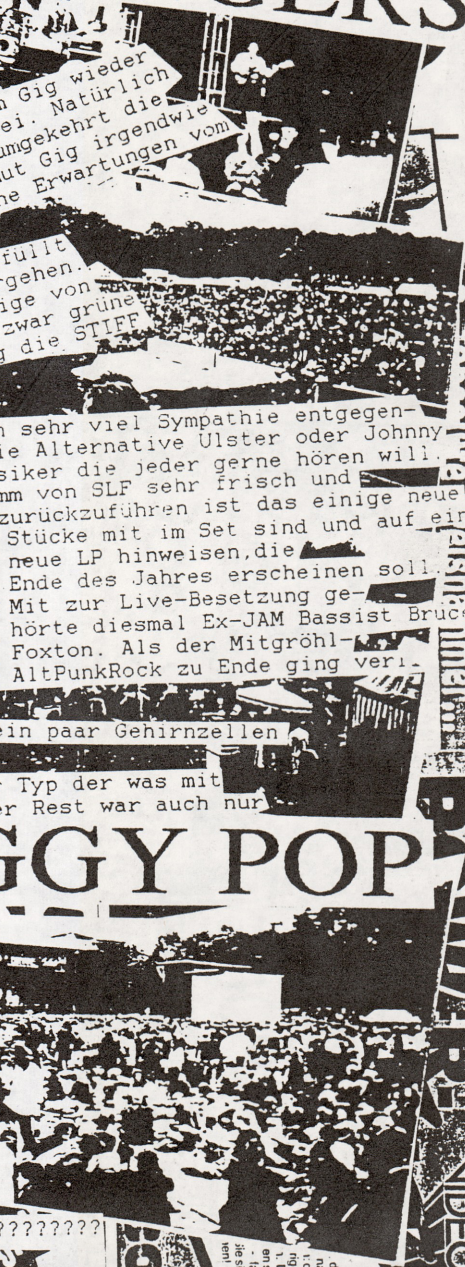 GERS
Gig wieder
ei. Natürlich
umgekehrt die
ut Gig irgendwie
ne Erwartungen vom
füllt
gehen.
ige von
zwar grüne
g die STIFF
n sehr viel Sympathie entgegen-
ie Alternative Ulster oder Johnny
siker die jeder gerne hören will.
mm von SLF sehr frisch und
zurückzuführen ist das einige neue
Stücke mit im Set sind und auf ein
neue LP hinweisen,die
Ende des Jahres erscheinen soll.
Mit zur Live-Besetzung ge-
hörte diesmal Ex-JAM Bassist Bruce
Foxton. Als der Mitgröhl-
AltPunkRock zu Ende ging verl
ein paar Gehirnzellen
r Typ der was mit
er Rest war auch nur
GGY POP
????????